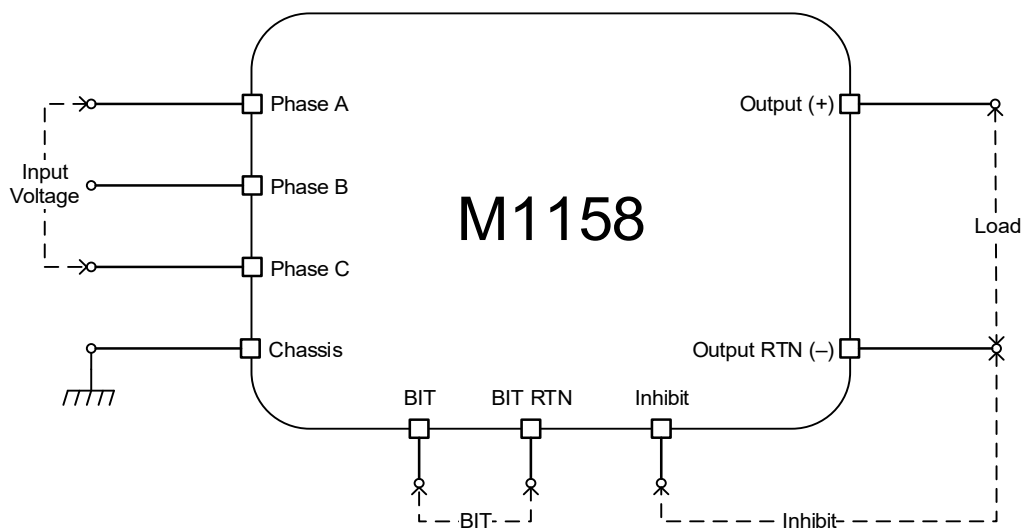 Phase A
Output (+)
Input
Voltage
Phase B
M1158
Load
Phase C
Chassis
Output RTN (–)
BIT
BIT RTN
Inhibit
BIT
Inhibit